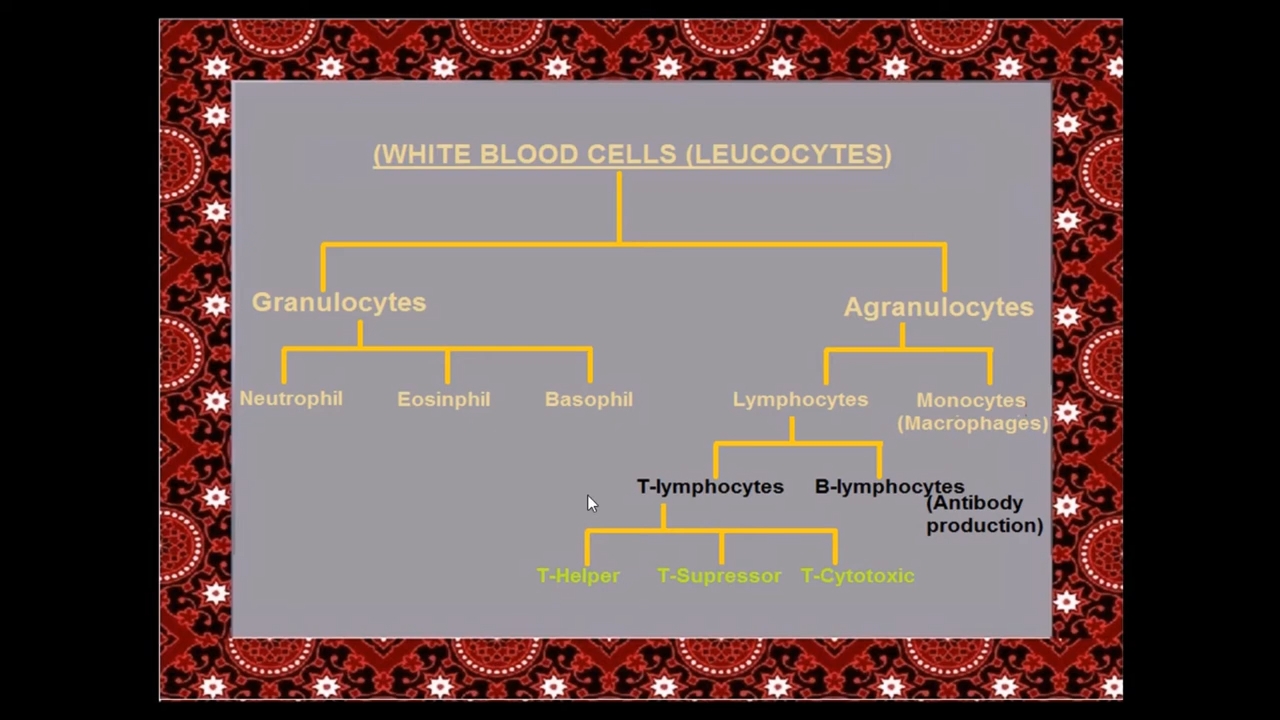 (WHITE BLOOD CELLS (LEUCOCYTES)
Granulocytes
Agranulocytes
Neutrophil
Eosinphil
Basophil
Lymphocytes
Monocytes
(Macrophages)
T-lymphocytes
B-lymphocytes
(Antibody
production)
T-Helper
T-Supressor
T-Cytotoxic